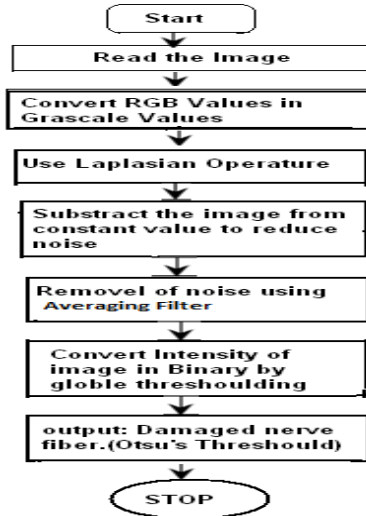 Start
Read the Image
Convert RGB Values in
Grascale Values
Use Laplasian Operature
Substract the image from
constant value to reduce
noise
Removel of noise using
Averaging Filter
Convert Intensity of
image in Binary by
globle threshoulding
output: Damaged nerve
fiber.(Otsu's Threshould)
STOP